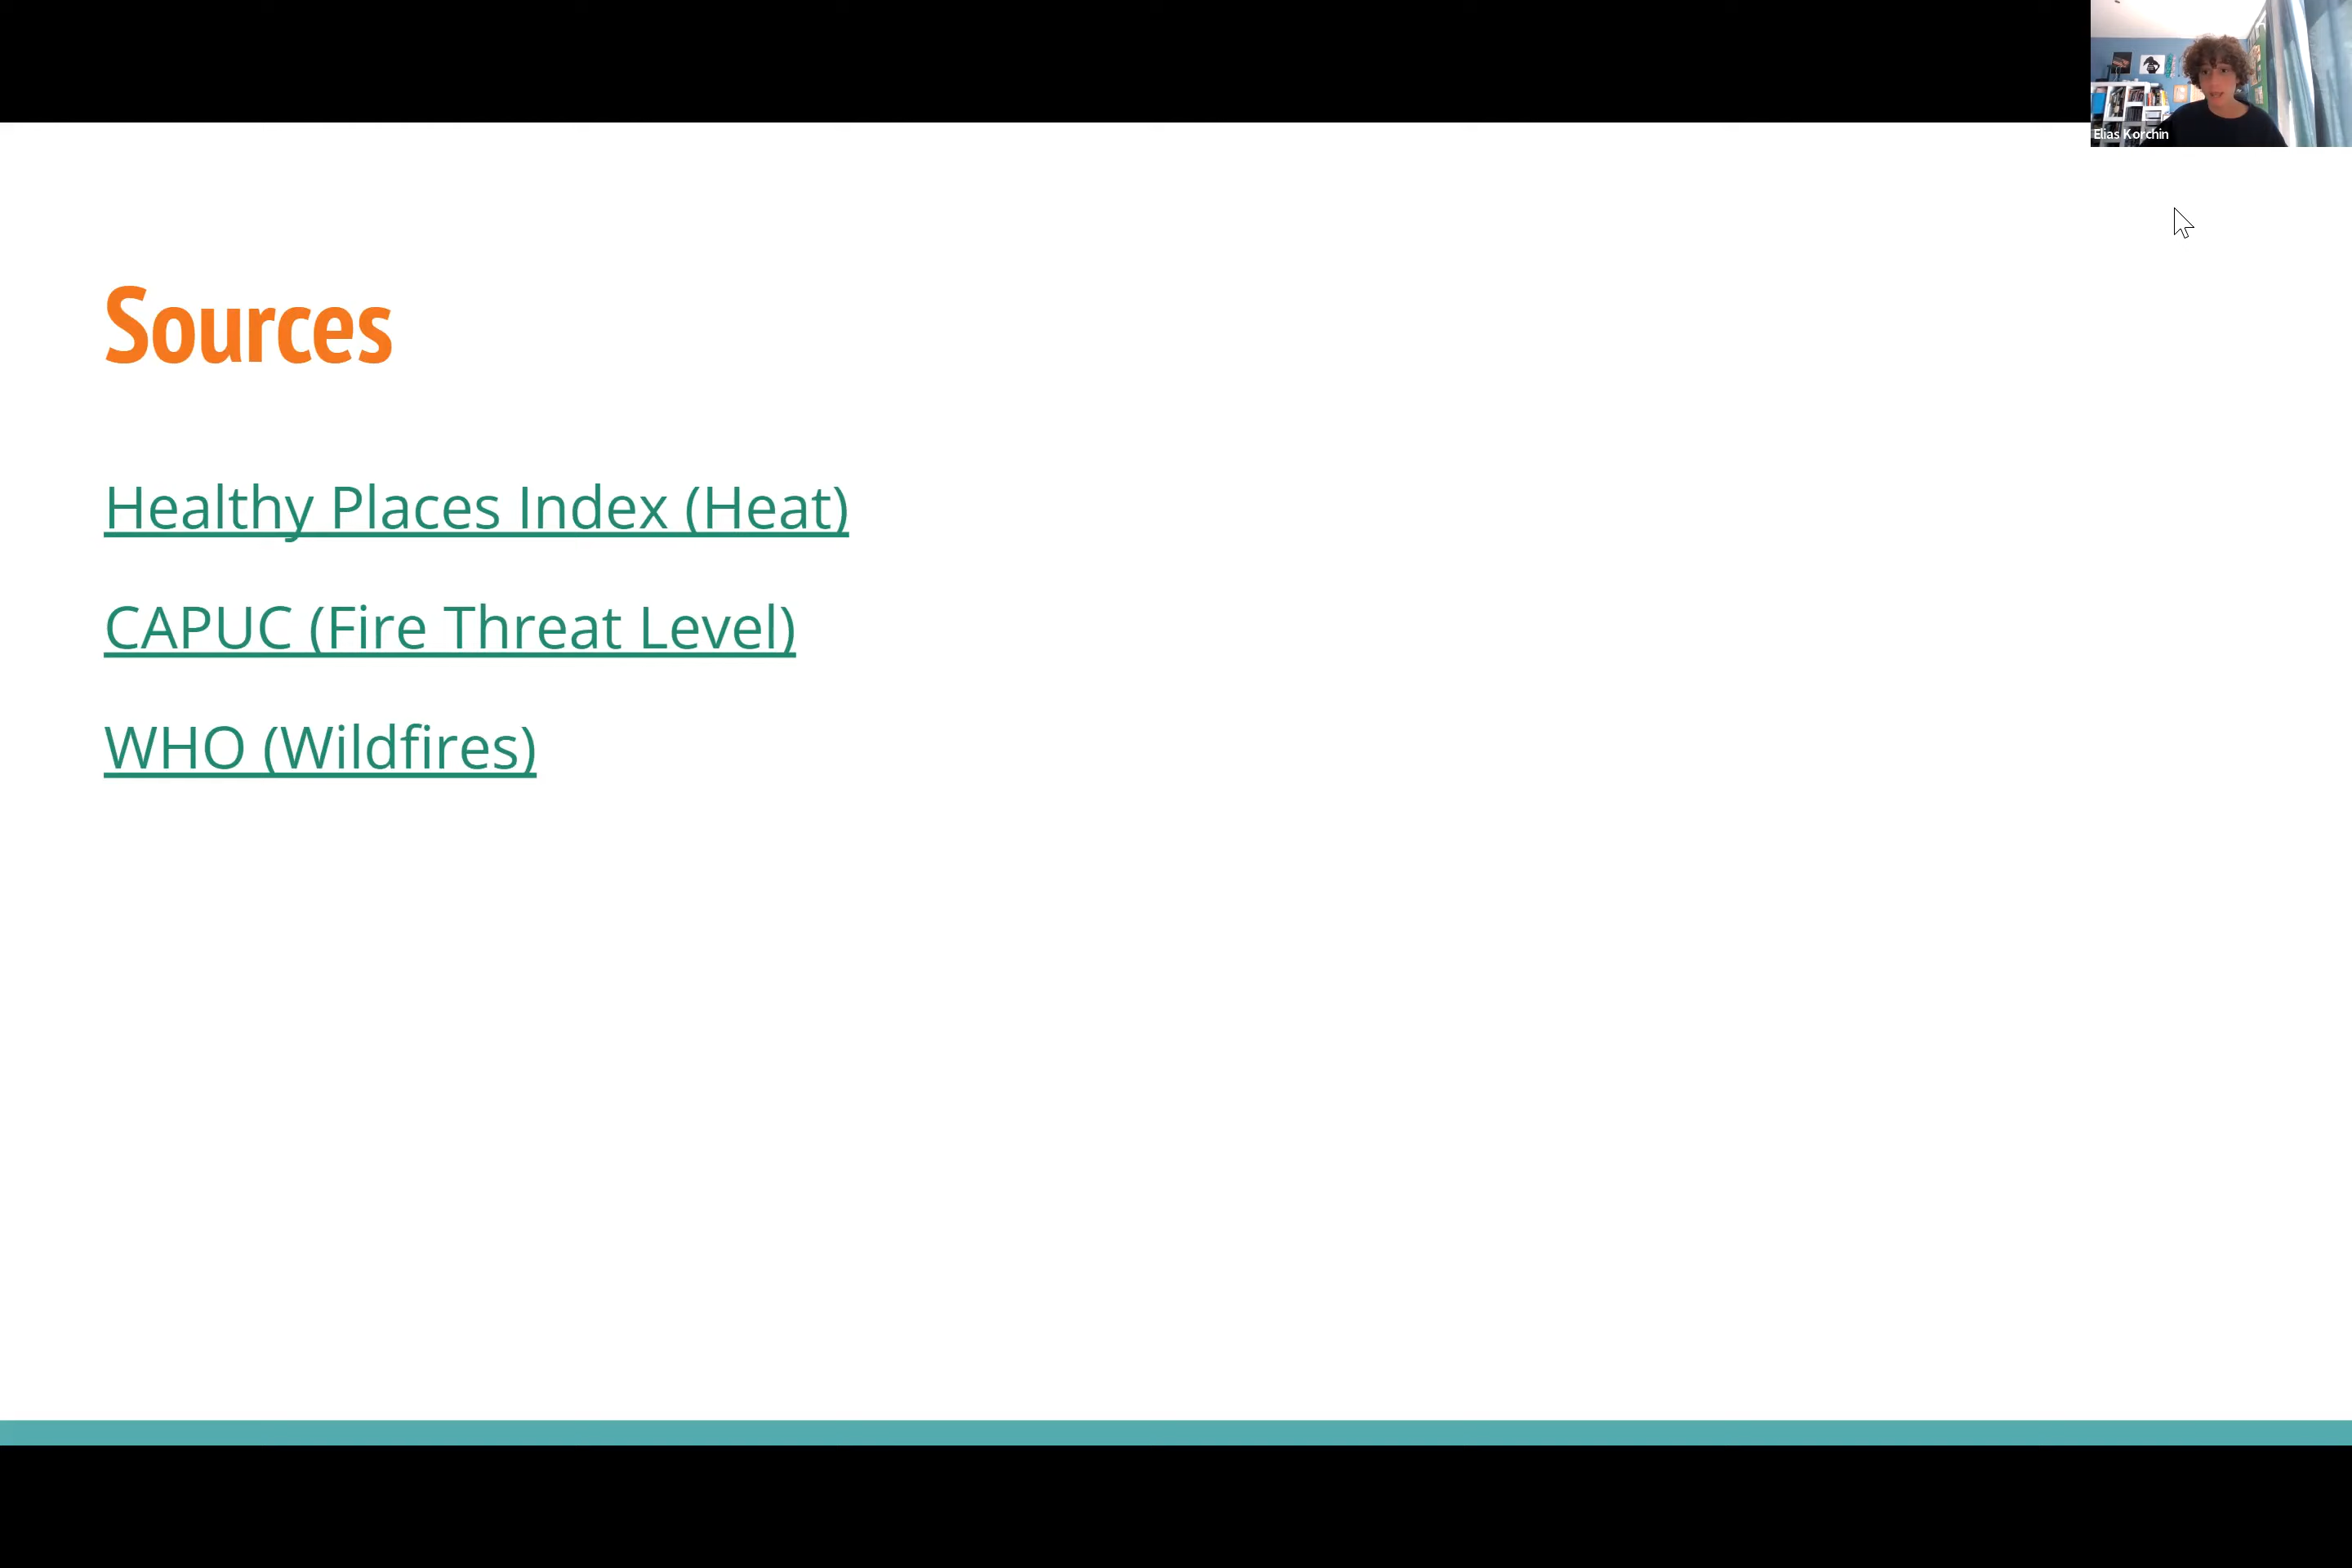 Elias Korchin
Sources
Healthy Places Index (Heat)
CAPUC (Fire Threat Level)
WHO (Wildfires)